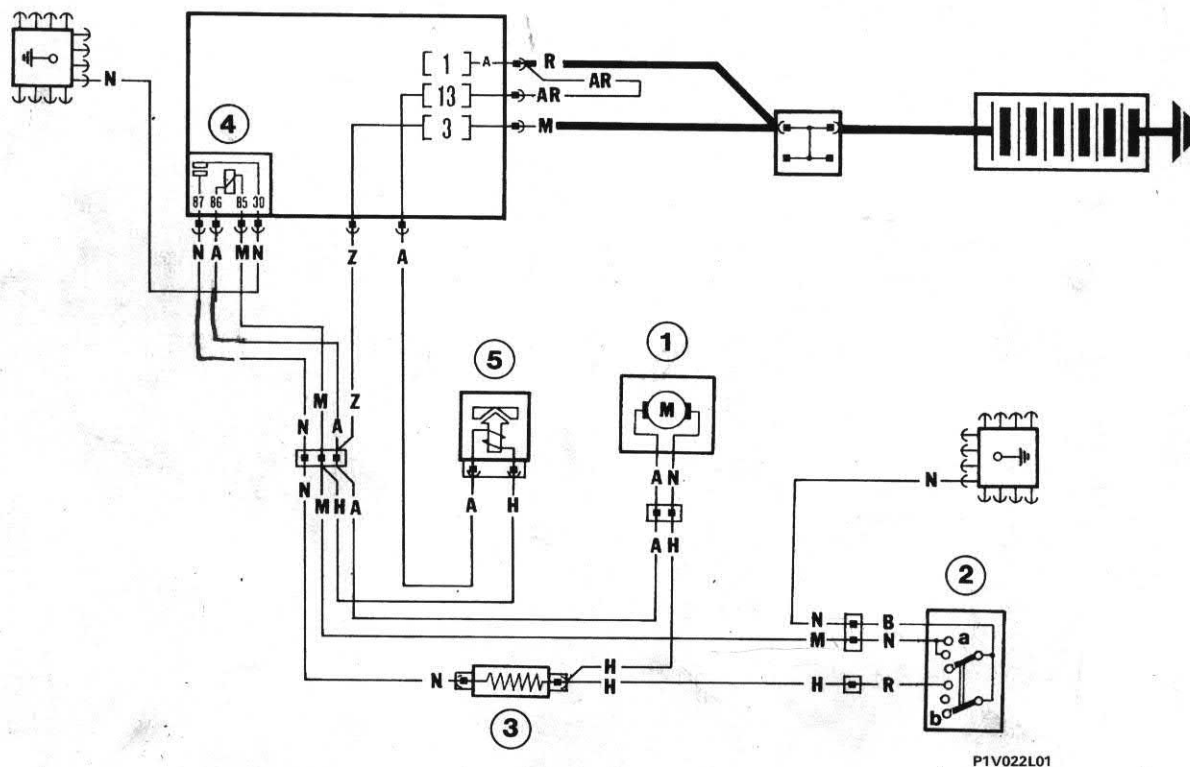 1 A R
AR
13 AR
3 M
N
4
87 86 85 30
N A M N Z A
1
5
M
M Z
N A
A N
N M H A
A H
A H
N
2
N B
M N a
H
N H H R
b
3
P1V022L01